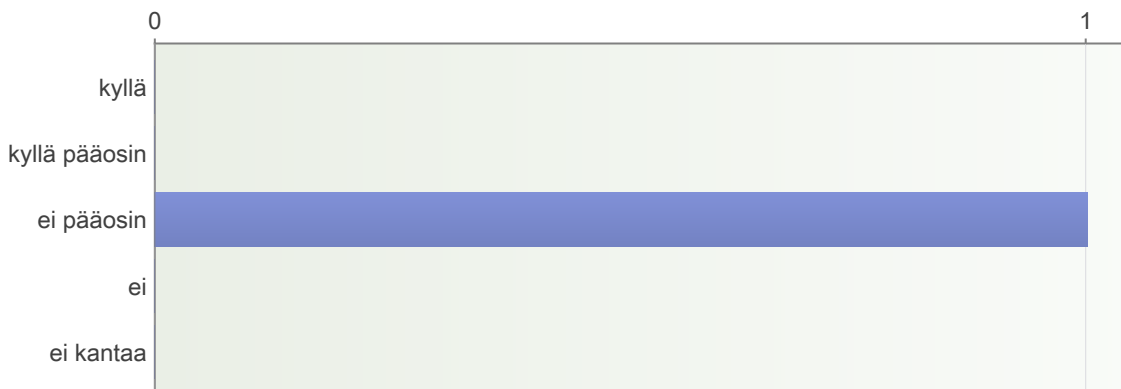 0 1
kyllä
kyllä pääosin
ei pääosin
ei
ei kantaa